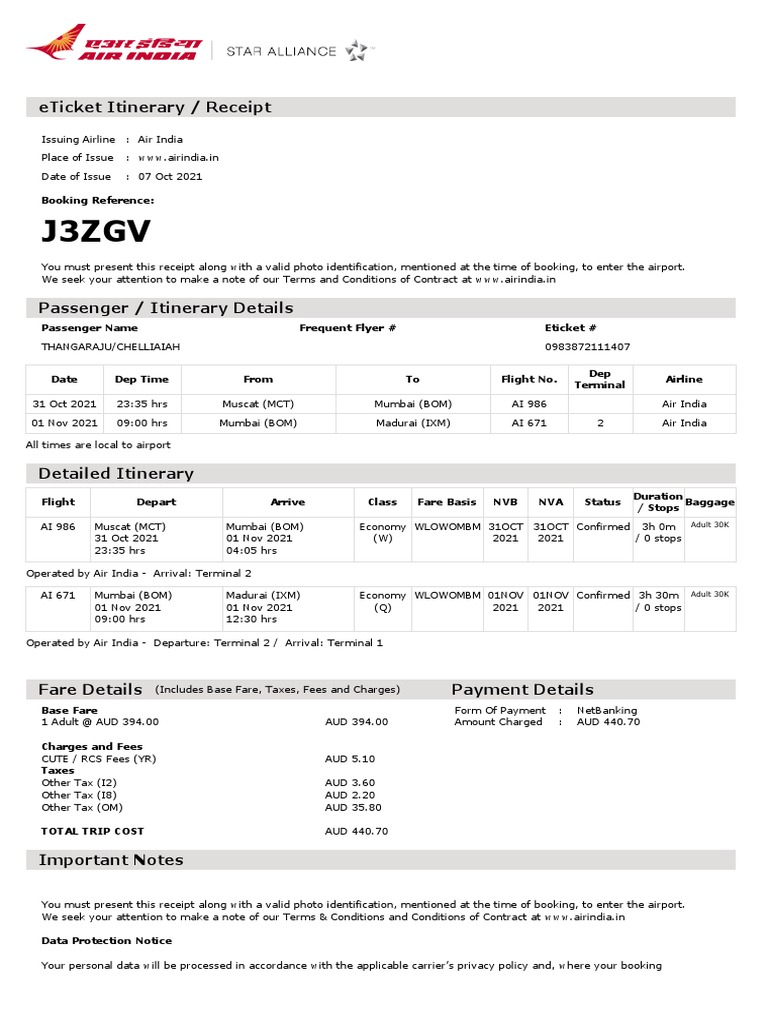 एअर इंडिया
AIR INDIA
STAR ALLIANCE
eTicket Itinerary / Receipt
Issuing Airline : Air India
Place of Issue : www.airindia.in
Date of Issue : 07 Oct 2021
Booking Reference:
J3ZGV
You must present this receipt along with a valid photo identification, mentioned at the time of booking, to enter the airport.
We seek your attention to make a note of our Terms and Conditions of Contract at www.airindia.in
Passenger / Itinerary Details
Passenger Name Frequent Flyer # Eticket #
THANGARAJU/CHELLIAIAH 0983872111407
Date Dep Time From To Flight No. Dep Terminal Airline
31 Oct 2021 23:35 hrs Muscat (MCT) Mumbai (BOM) AI 986 Air India
01 Nov 2021 09:00 hrs Mumbai (BOM) Madurai (IXM) AI 671 2 Air India
All times are local to airport
Detailed Itinerary
Flight Depart Arrive Class Fare Basis NVB NVA Status Duration / Stops Baggage
AI 986 Muscat (MCT) Mumbai (BOM) Economy WLOWOMBM 31OCT 31OCT Confirmed 3h 0m Adult 30K
31 Oct 2021 01 Nov 2021 (W) 2021 2021 / 0 stops
23:35 hrs 04:05 hrs
Operated by Air India - Arrival: Terminal 2
AI 671 Mumbai (BOM) Madurai (IXM) Economy WLOWOMBM 01NOV 01NOV Confirmed 3h 30m Adult 30K
01 Nov 2021 01 Nov 2021 (Q) 2021 2021 / 0 stops
09:00 hrs 12:30 hrs
Operated by Air India - Departure: Terminal 2 / Arrival: Terminal 1
Fare Details (Includes Base Fare, Taxes, Fees and Charges) Payment Details
Base Fare Form Of Payment : NetBanking
1 Adult @ AUD 394.00 AUD 394.00 Amount Charged : AUD 440.70
Charges and Fees
CUTE / RCS Fees (YR) AUD 5.10
Taxes
Other Tax (I2) AUD 3.60
Other Tax (I8) AUD 2.20
Other Tax (OM) AUD 35.80
TOTAL TRIP COST AUD 440.70
Important Notes
You must present this receipt along with a valid photo identification, mentioned at the time of booking, to enter the airport.
We seek your attention to make a note of our Terms & Conditions and Conditions of Contract at www.airindia.in
Data Protection Notice
Your personal data will be processed in accordance with the applicable carrier's privacy policy and, where your booking